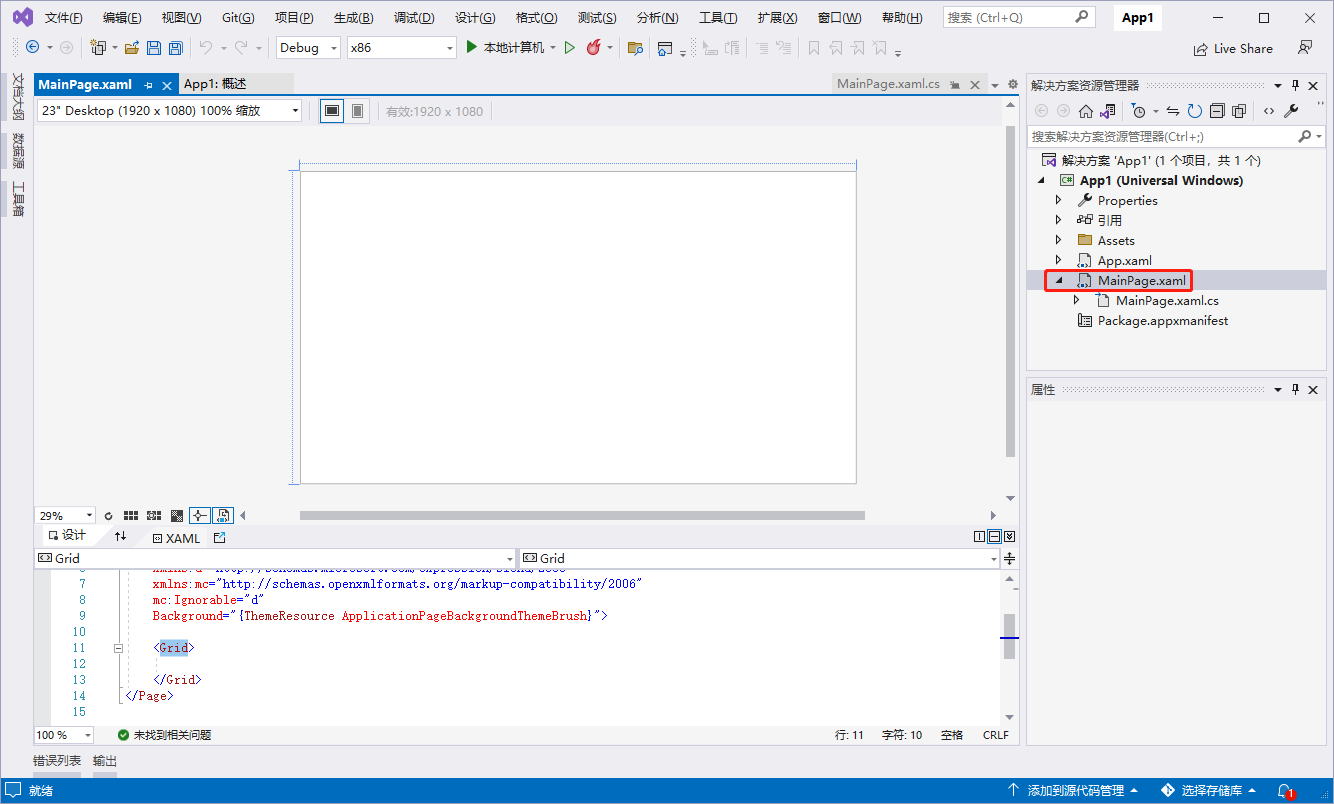 文件(F) 编辑(E) 视图(V) Git(G) 项目(P) 生成(B) 调试(D) 设计(G) 格式(O) 测试(S) 分析(N) 工具(T) 扩展(X) 窗口(W) 帮助(H) 搜索 (Ctrl+Q) App1
Debug x86 本地计算机 Live Share
文档大纲
数据源
工具箱
MainPage.xaml App1: 概述 MainPage.xaml.cs
23" Desktop (1920 x 1080) 100% 缩放 有效:1920 x 1080
29%
设计 XAML
Grid Grid
7 xmlns:mc="http://schemas.openxmlformats.org/markup-compatibility/2006"
8 mc:Ignorable="d"
9 Background="{ThemeResource ApplicationPageBackgroundThemeBrush}">
10
11 <Grid>
12
13 </Grid>
14 </Page>
15
100 % 未找到相关问题 行: 11 字符: 10 空格 CRLF
错误列表 输出
解决方案资源管理器
搜索解决方案资源管理器(Ctrl+;)
解决方案 'App1' (1 个项目，共 1 个)
C# App1 (Universal Windows)
Properties
引用
Assets
App.xaml
MainPage.xaml
MainPage.xaml.cs
Package.appxmanifest
属性
就绪 添加到源代码管理 选择存储库 1